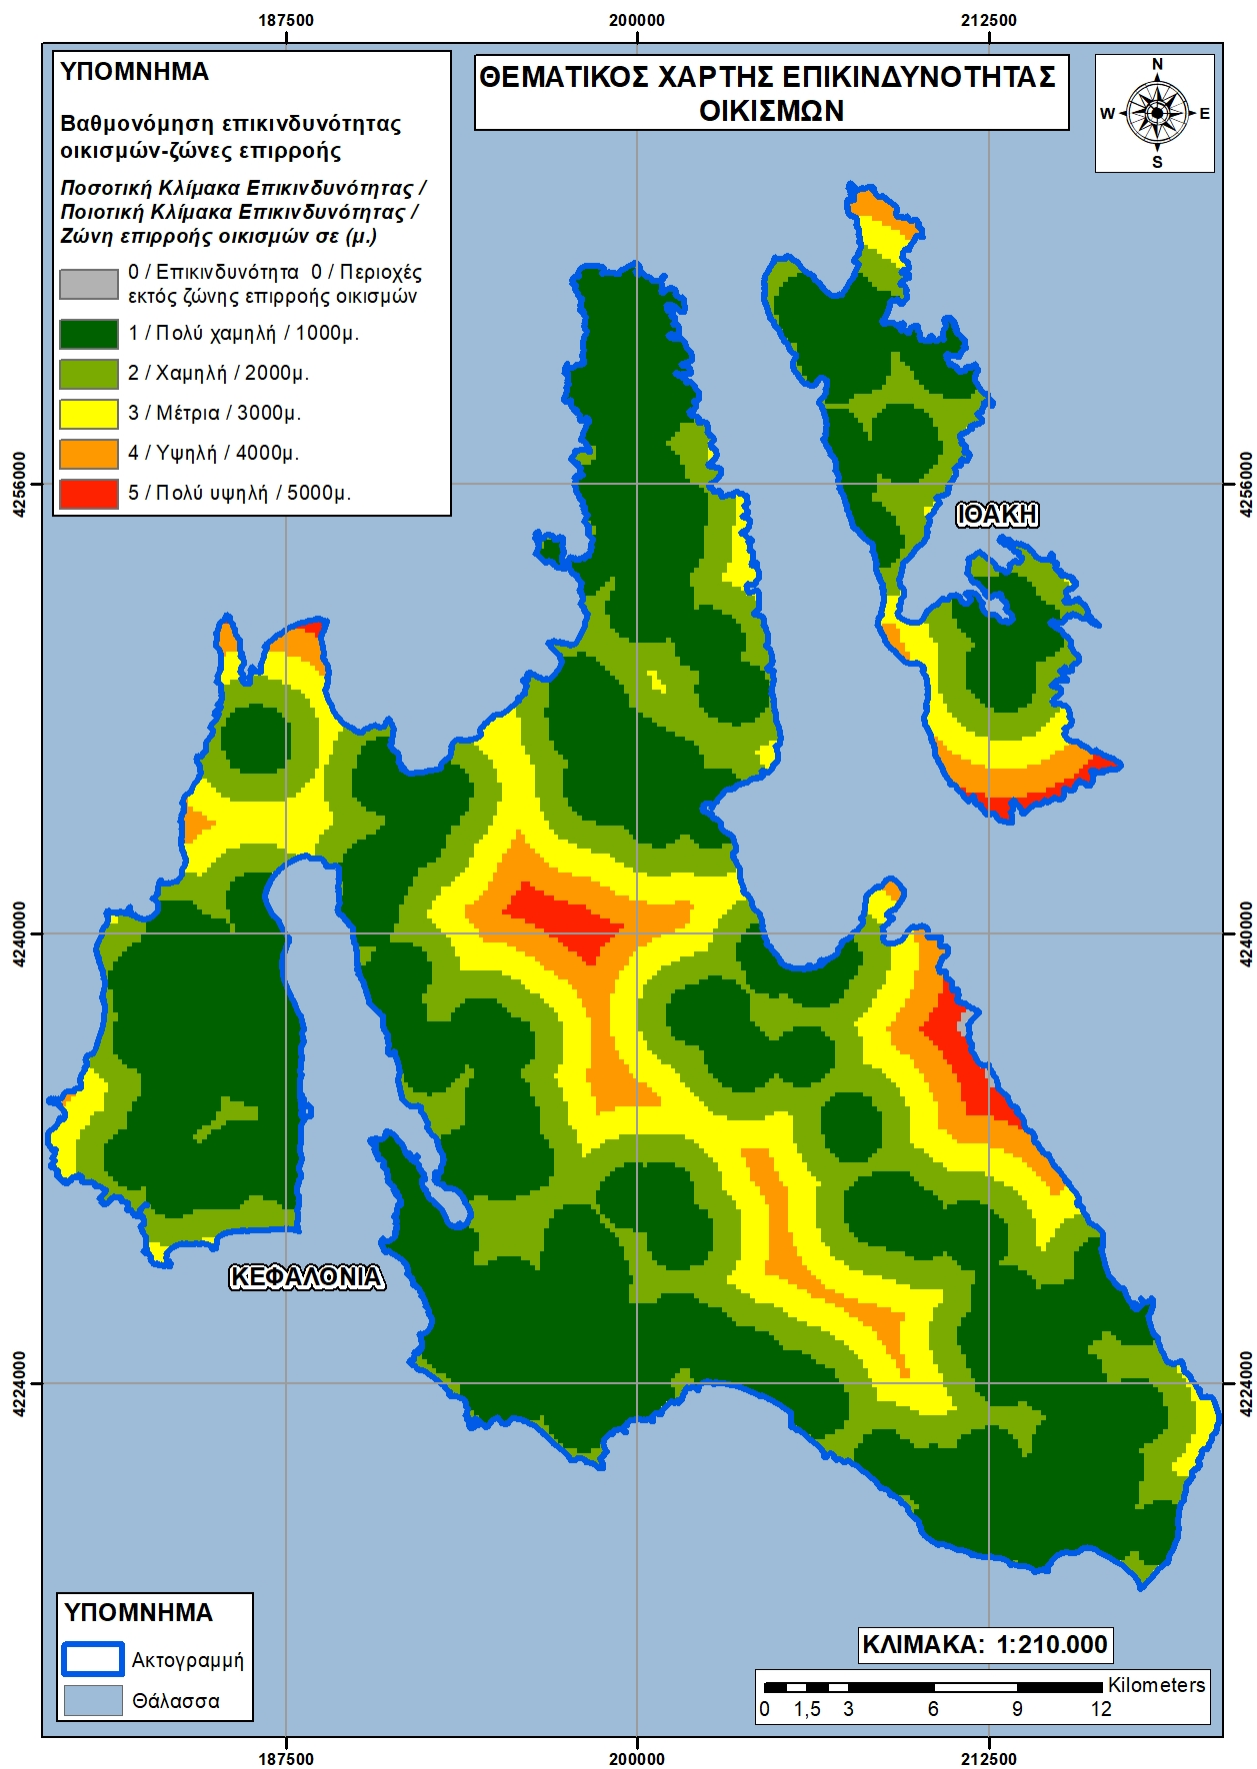 187500
200000
212500
ΥΠΟΜΝΗΜΑ
Βαθμονόμηση επικινδυνότητας
οικισμών-ζώνες επιρροής
Ποσοτική Κλίμακα Επικινδυνότητας /
Ποιοτική Κλίμακα Επικινδυνότητας /
Ζώνη επιρροής οικισμών σε (μ.)
0 / Επικινδυνότητα 0 / Περιοχές
εκτός ζώνης επιρροής οικισμών
1 / Πολύ χαμηλή / 1000μ.
2 / Χαμηλή / 2000μ.
3 / Μέτρια / 3000μ.
4 / Υψηλή / 4000μ.
5 / Πολύ υψηλή / 5000μ.
ΘΕΜΑΤΙΚΟΣ ΧΑΡΤΗΣ ΕΠΙΚΙΝΔΥΝΟΤΗΤΑΣ
ΟΙΚΙΣΜΩΝ
N
W E
S
4256000
4256000
ΙΘΑΚΗ
4240000
4240000
ΚΕΦΑΛΟΝΙΑ
4224000
4224000
ΥΠΟΜΝΗΜΑ
Ακτογραμμή
Θάλασσα
ΚΛΙΜΑΚΑ: 1:210.000
Kilometers
0 1,5 3 6 9 12
187500
200000
212500